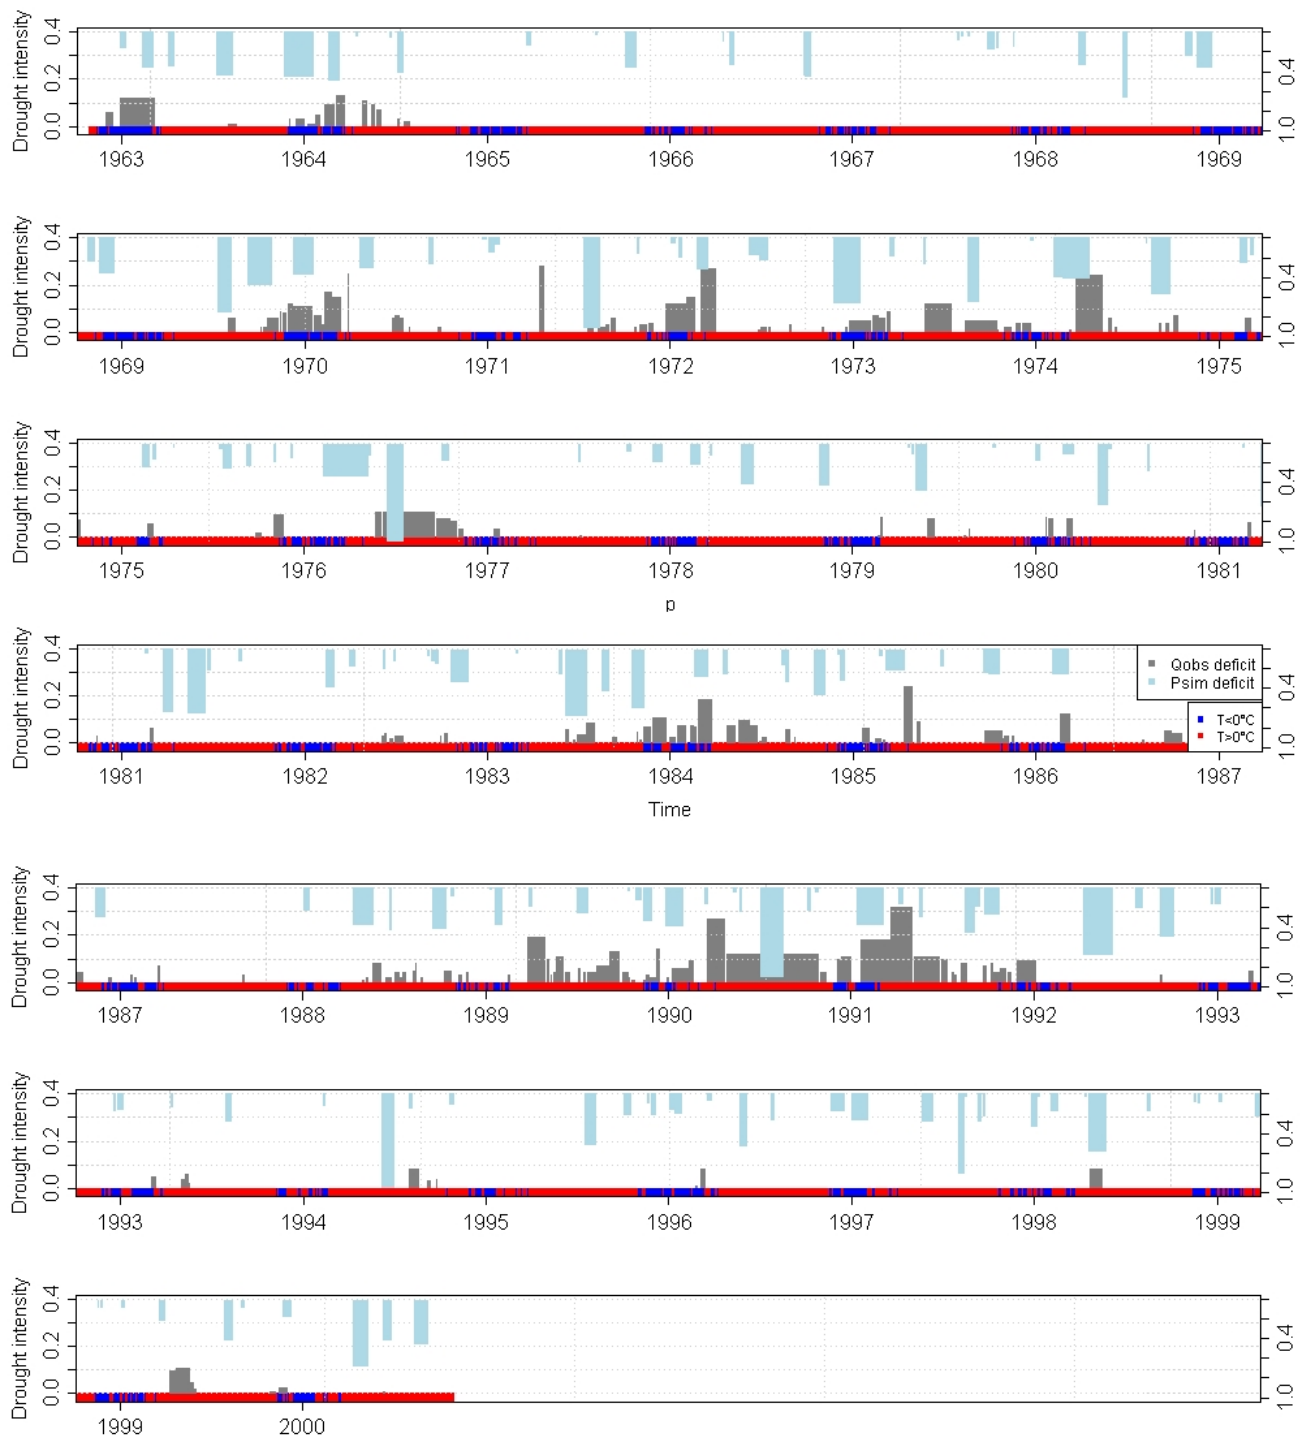 Drought intensity
0.4
0.2
0.0
0.4
1.0
1963 1964 1965 1966 1967 1968 1969
Drought intensity
0.4
0.2
0.0
0.4
1.0
1969 1970 1971 1972 1973 1974 1975
Drought intensity
0.4
0.2
0.0
0.4
1.0
1975 1976 1977 1978 1979 1980 1981
p
Drought intensity
0.4
0.2
0.0
0.4
1.0
Qobs deficit
Psim deficit
T<0°C
T>0°C
1981 1982 1983 1984 1985 1986 1987
Time
Drought intensity
0.4
0.2
0.0
0.4
1.0
1987 1988 1989 1990 1991 1992 1993
Drought intensity
0.4
0.2
0.0
0.4
1.0
1993 1994 1995 1996 1997 1998 1999
Drought intensity
0.4
0.2
0.0
0.4
1.0
1999 2000